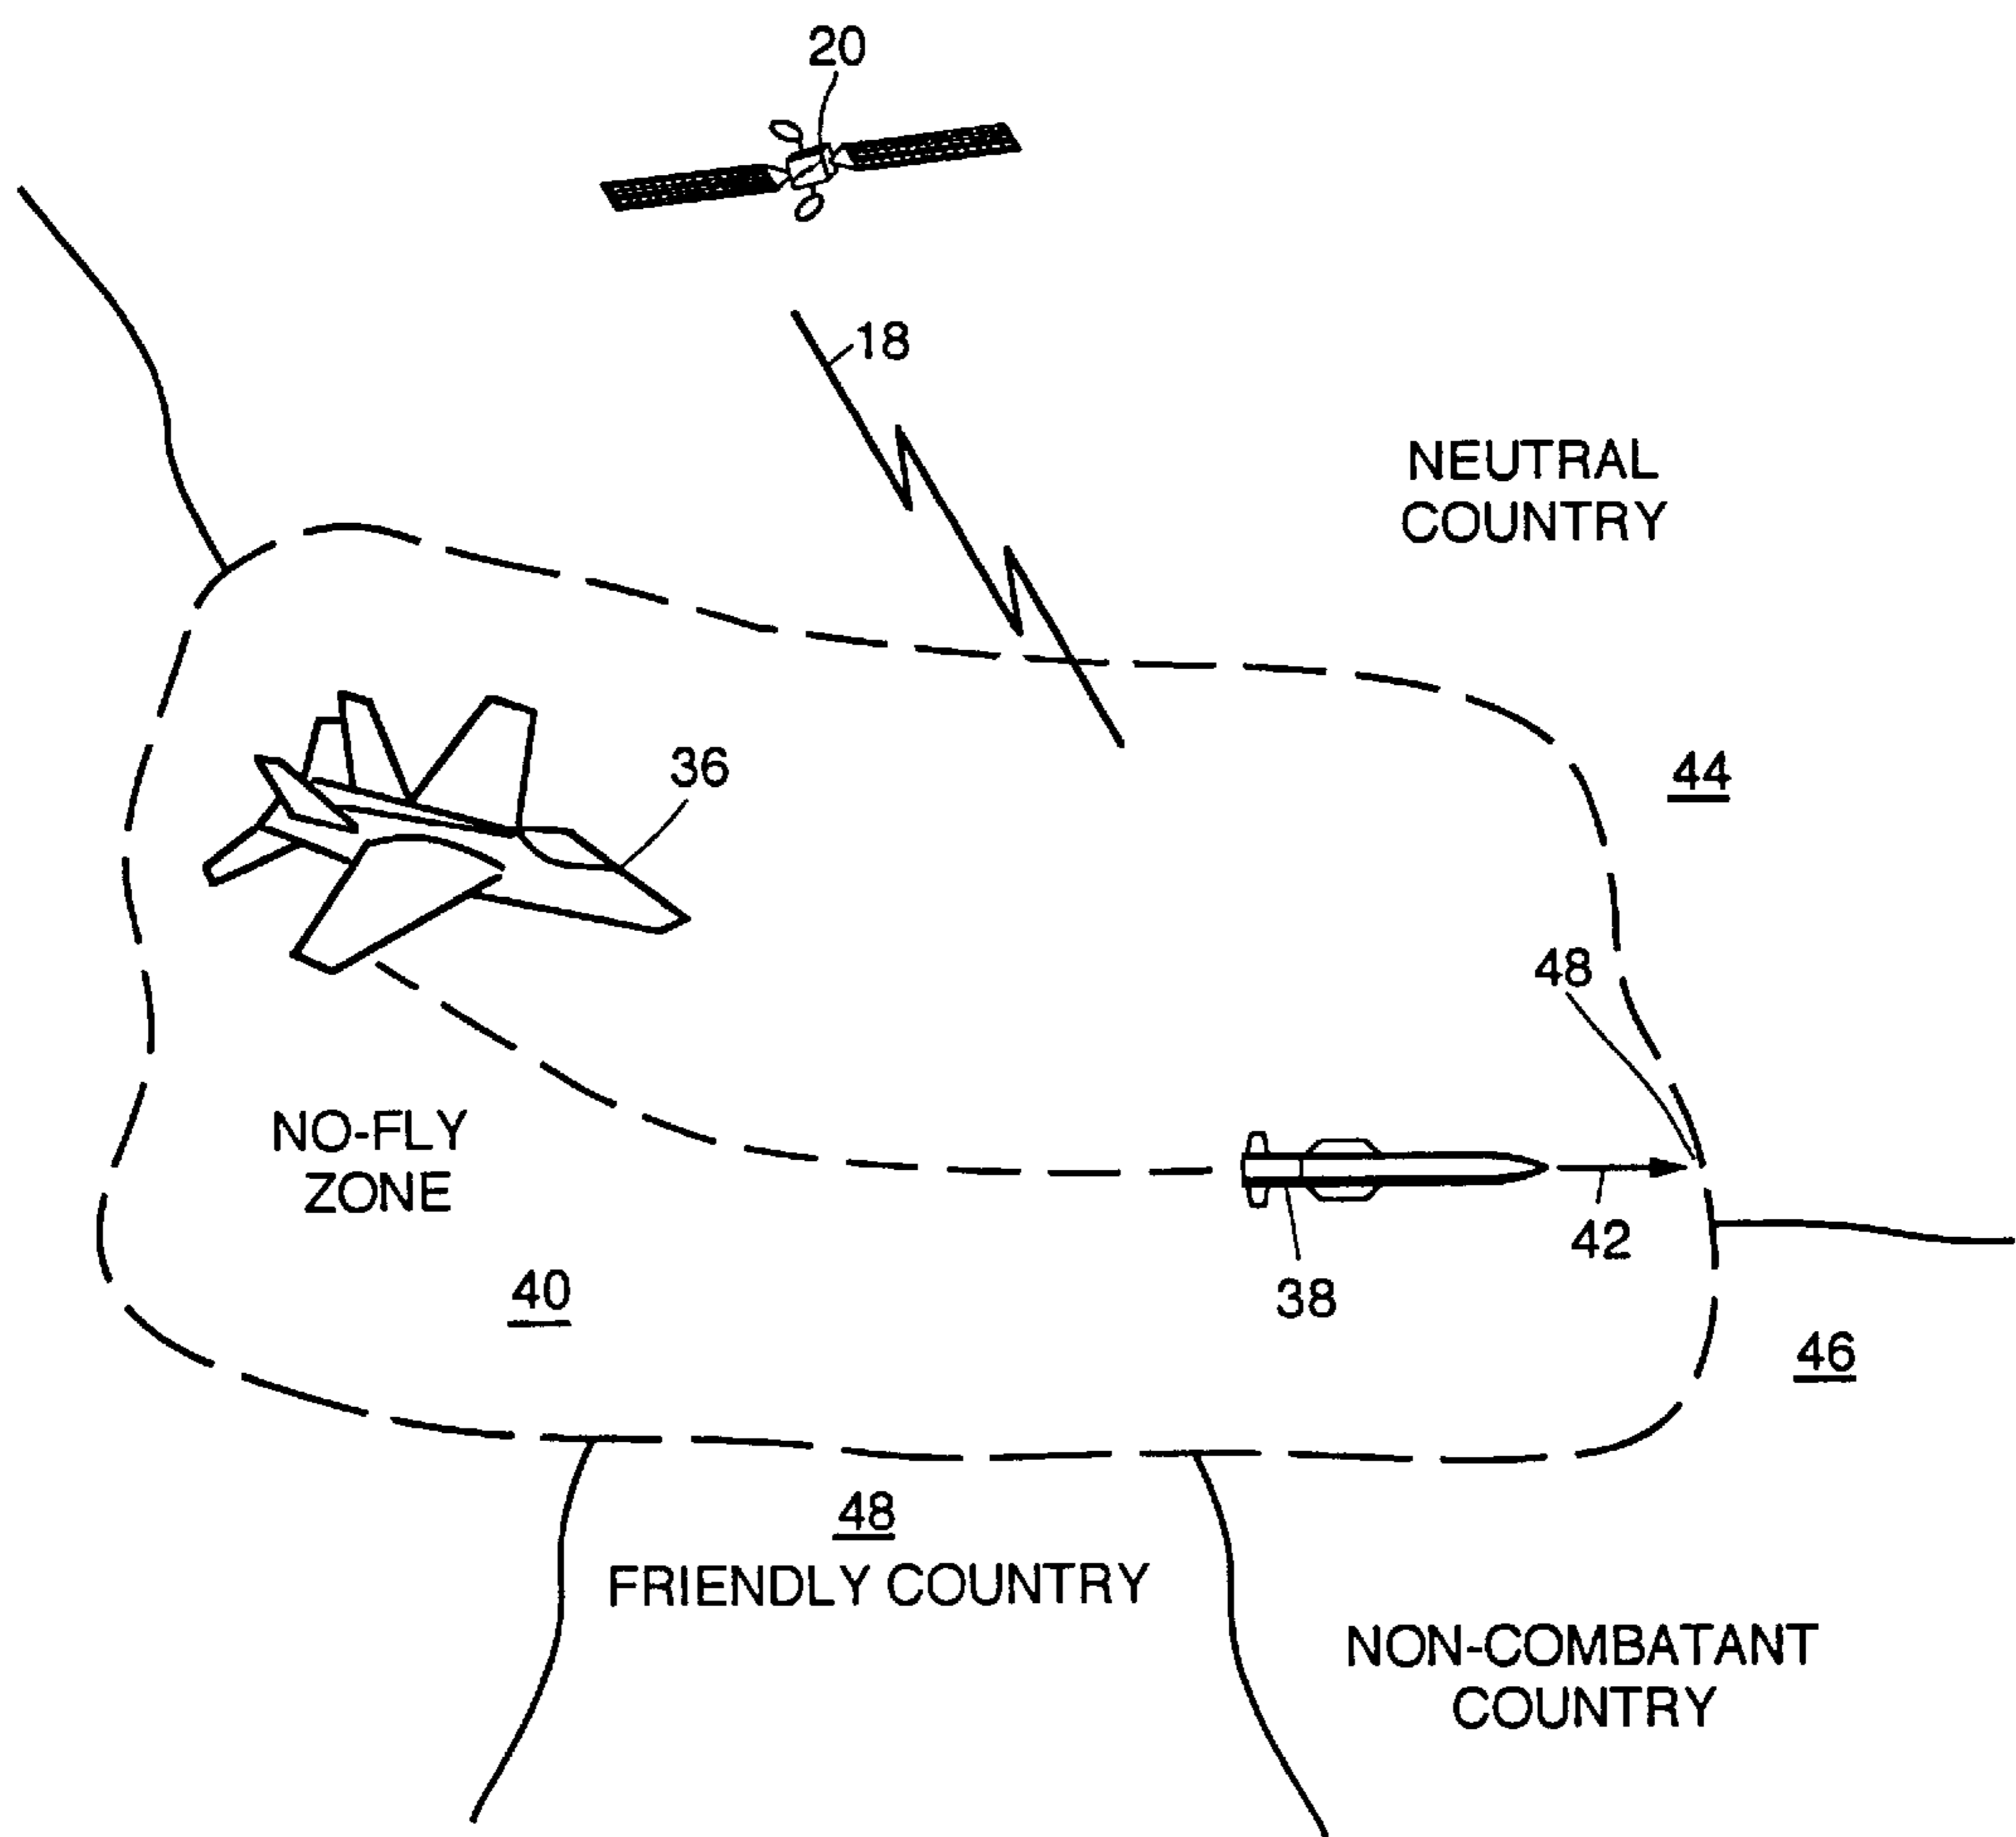 20
18
NEUTRAL
COUNTRY
36
44
48
NO-FLY
ZONE
42
38
40
46
48
FRIENDLY COUNTRY
NON-COMBATANT
COUNTRY